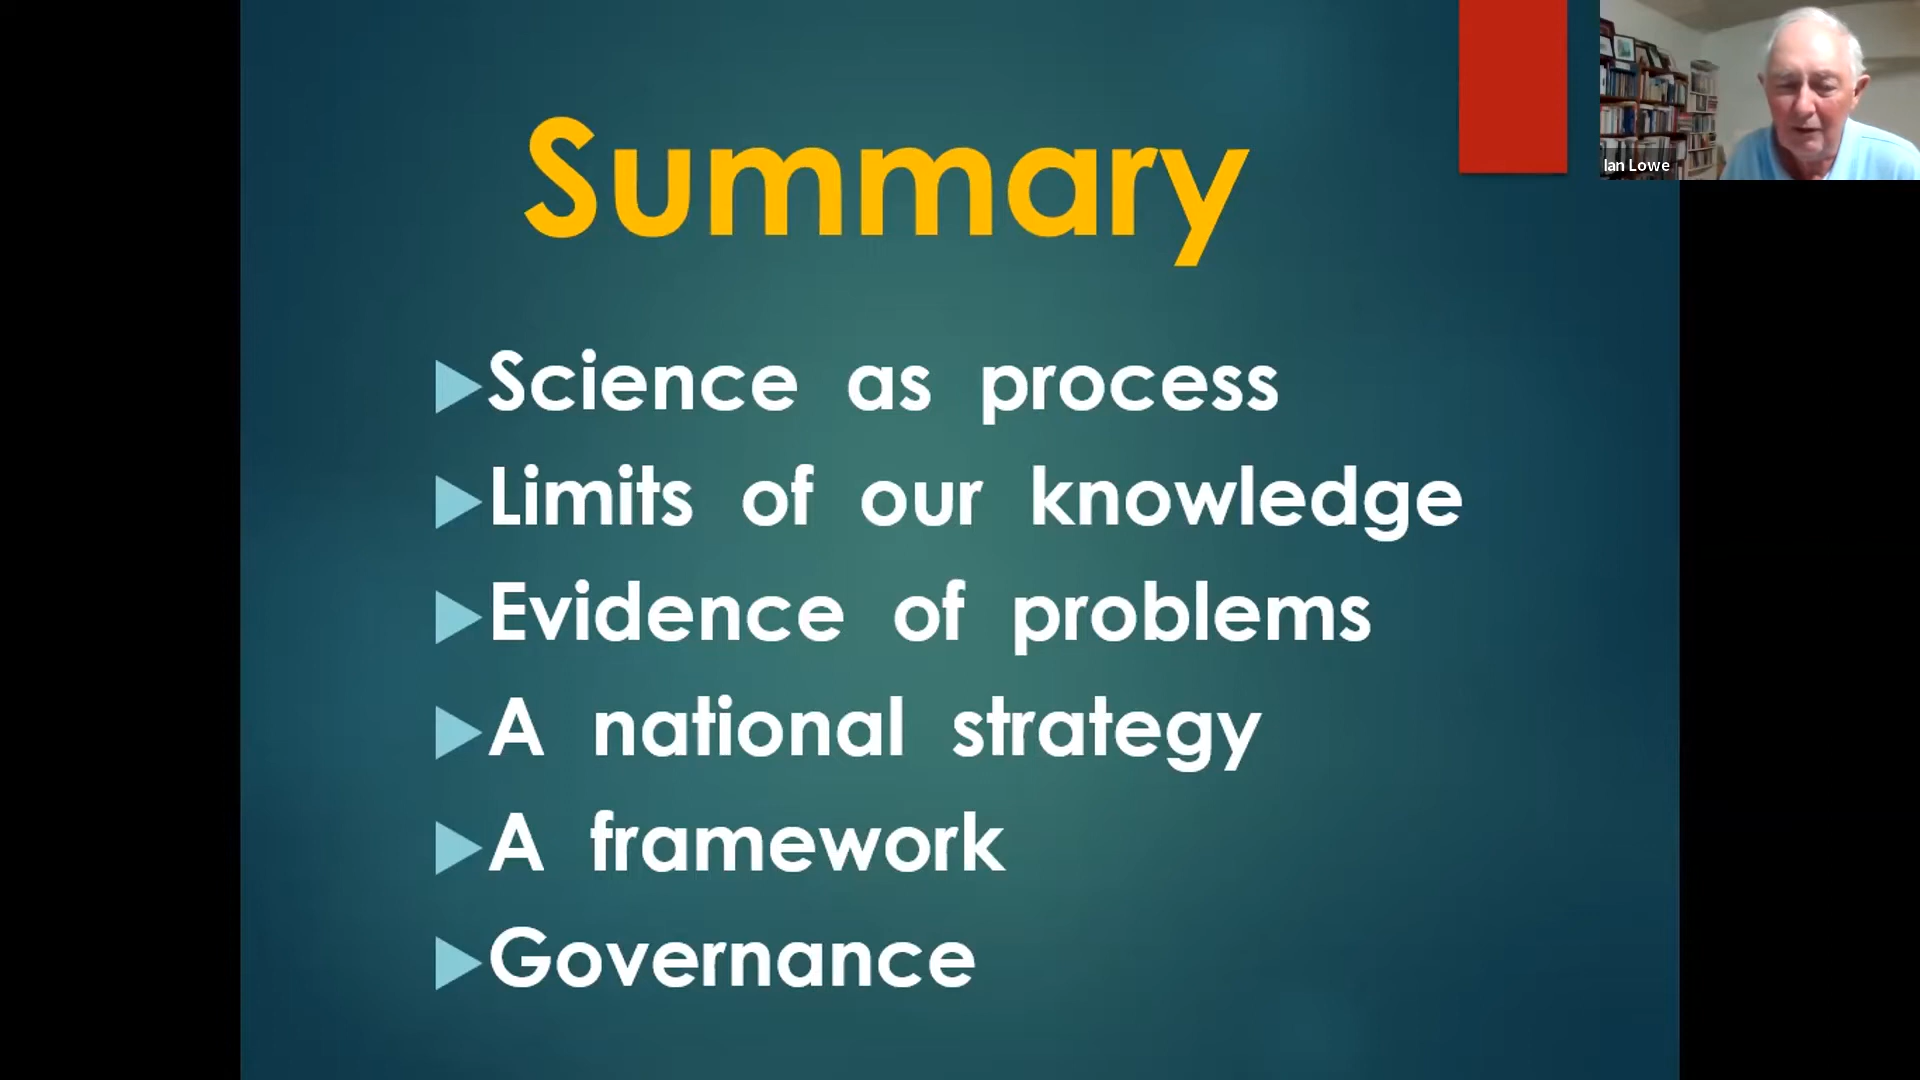 Summary
Science as process
Limits of our knowledge
Evidence of problems
A national strategy
A framework
Governance
Ian Lowe